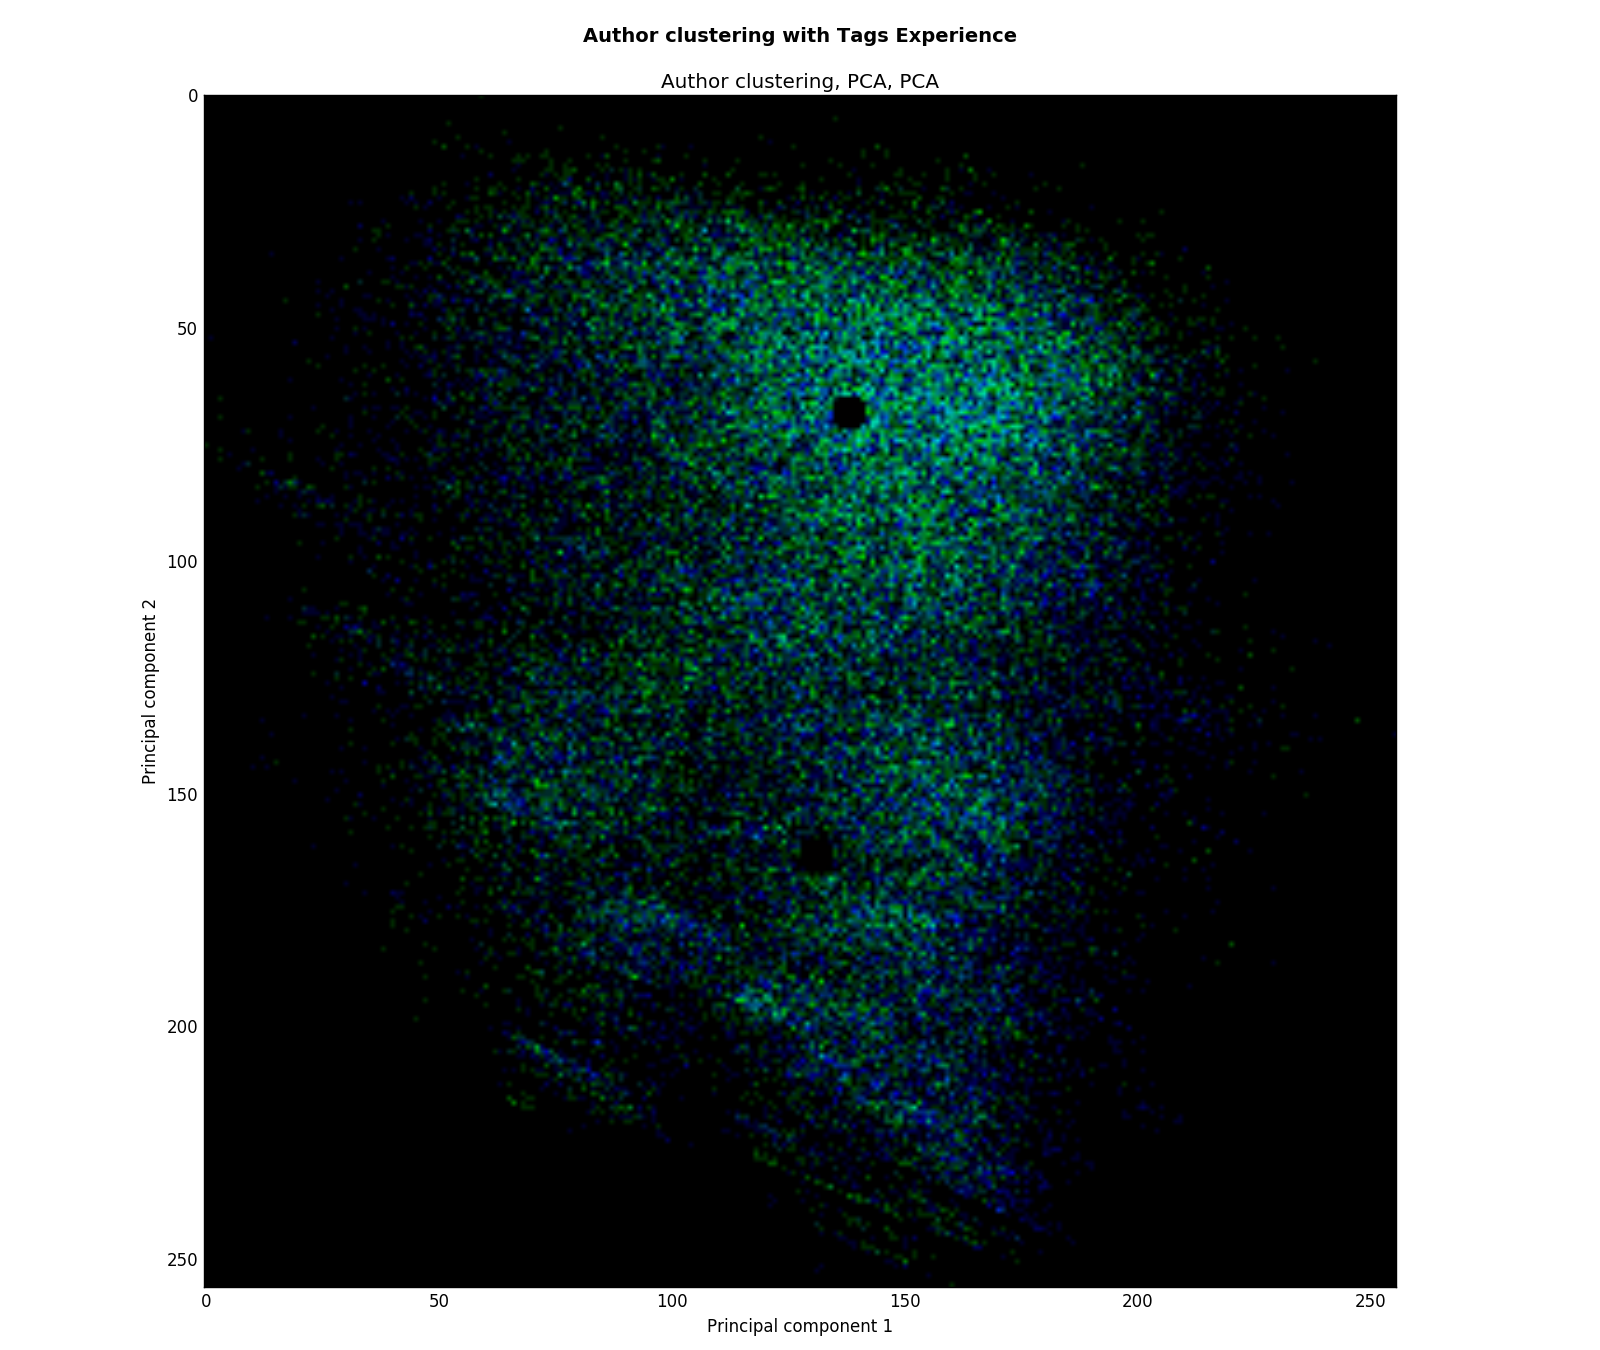 Author clustering with Tags Experience
Author clustering, PCA, PCA
0
50
100
150
200
250
Principal component 2
0 50 100 150 200 250
Principal component 1